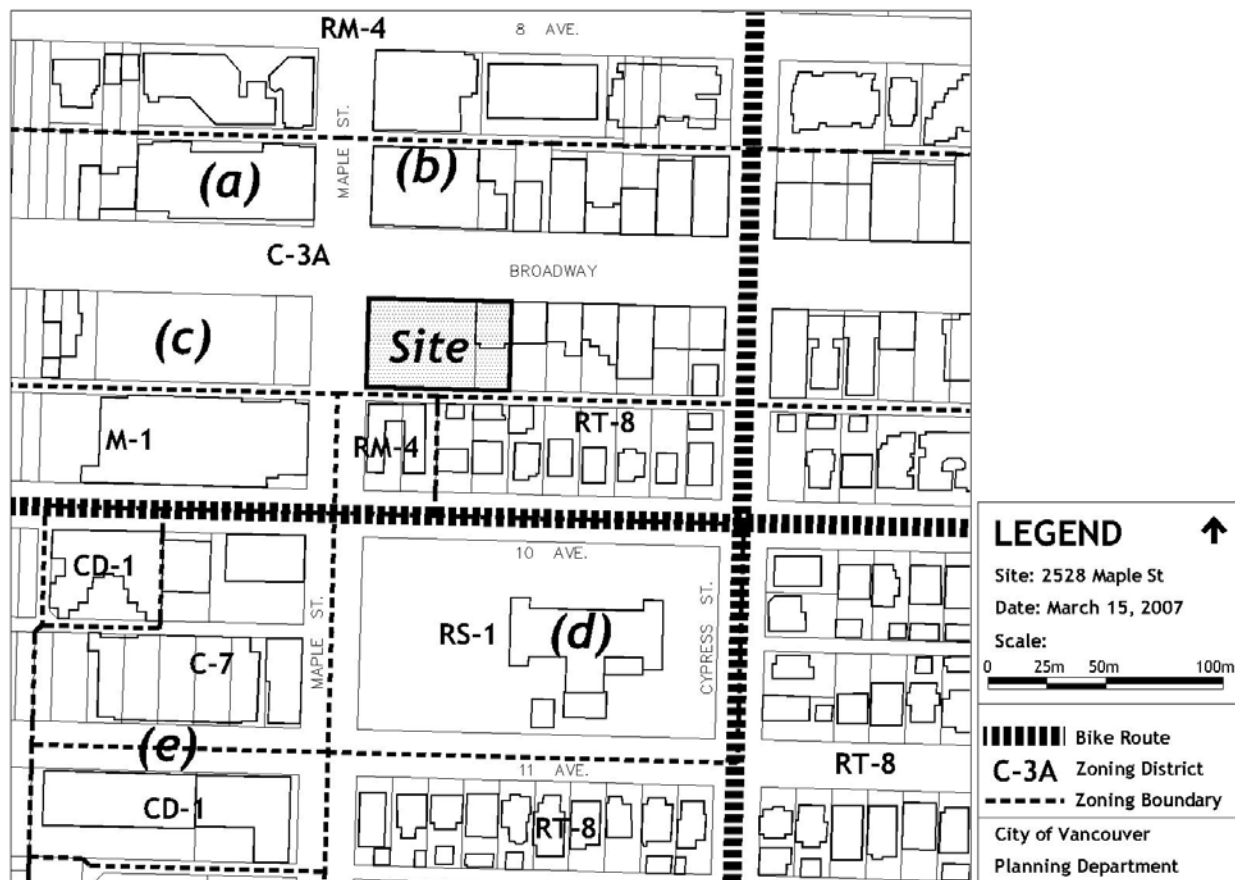 RM-4
8 AVE.
MAPLE ST.
(a)
(b)
C-3A
BROADWAY
(c)
Site
M-1
RM-4
RT-8
10 AVE.
CD-1
MAPLE ST.
RS-1
(d)
CYPRESS ST.
C-7
(e)
11 AVE.
RT-8
CD-1
RT-8
LEGEND
Site: 2528 Maple St
Date: March 15, 2007
Scale:
0 25m 50m 100m
Bike Route
C-3A Zoning District
Zoning Boundary
City of Vancouver
Planning Department